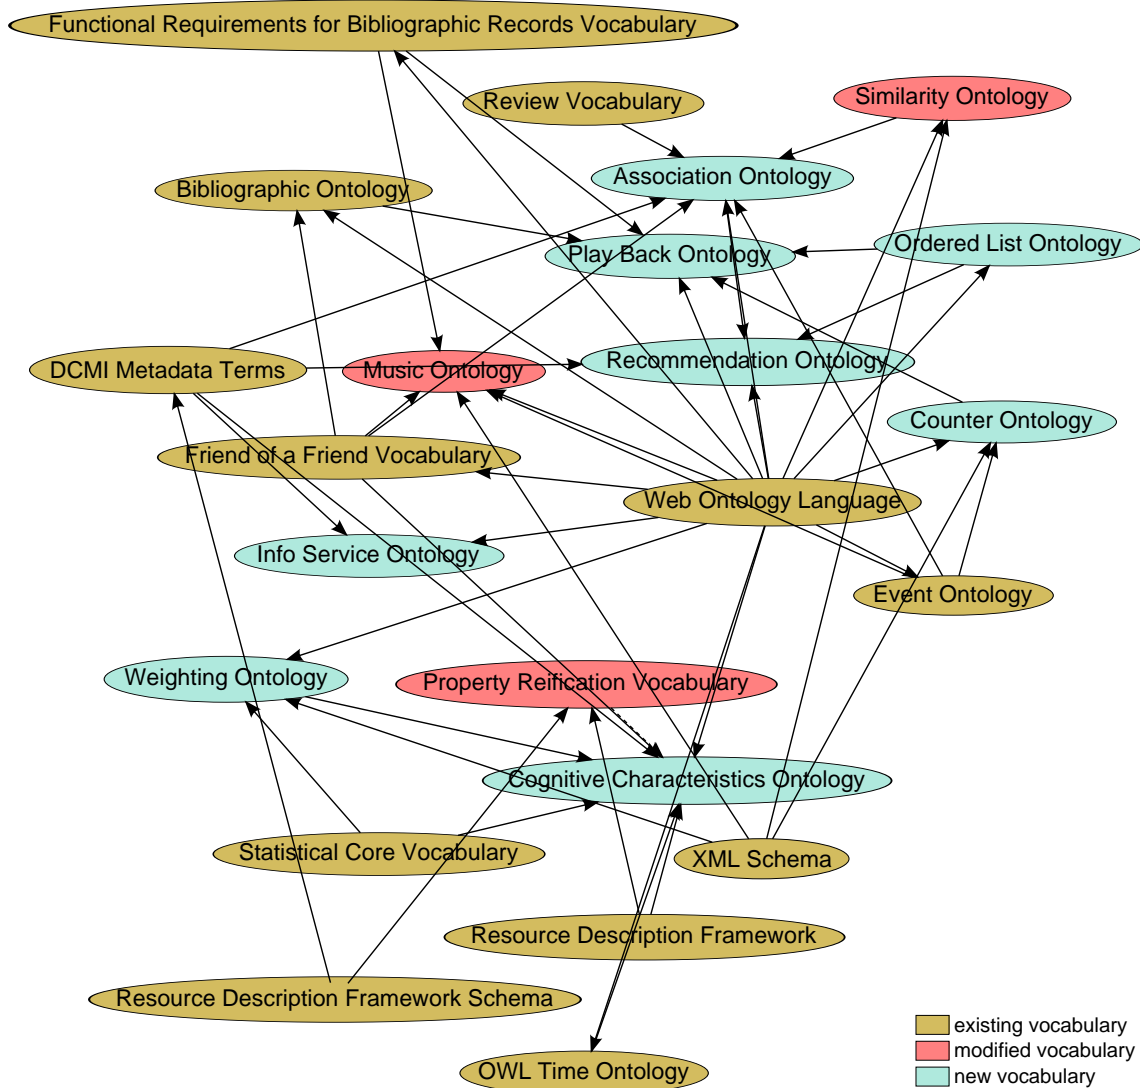 Functional Requirements for Bibliographic Records Vocabulary
Review Vocabulary
Similarity Ontology
Association Ontology
Bibliographic Ontology
Play Back Ontology
Ordered List Ontology
DCMI Metadata Terms
Music Ontology
Recommendation Ontology
Counter Ontology
Friend of a Friend Vocabulary
Web Ontology Language
Info Service Ontology
Event Ontology
Weighting Ontology
Property Reification Vocabulary
Cognitive Characteristics Ontology
Statistical Core Vocabulary
XML Schema
Resource Description Framework
Resource Description Framework Schema
OWL Time Ontology
existing vocabulary
modified vocabulary
new vocabulary